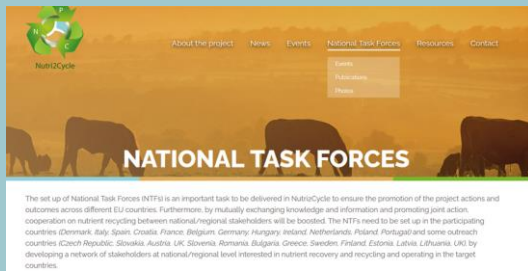 P
N
C
Nutri2Cycle
About the project News Events National Task Forces Resources Contact
Events
Publications
Photos
NATIONAL TASK FORCES
The set up of National Task Forces (NTFs) is an important task to be delivered in Nutri2Cycle to ensure the promotion of the project actions and
outcomes across different EU countries. Furthermore, by mutually exchanging knowledge and information and promoting joint action,
cooperation on nutrient recycling between national/regional stakeholders will be boosted. The NTFs need to be set up in the participating
countries (Denmark, Italy, Spain, Croatia, France, Belgium, Germany, Hungary, Ireland, Netherlands, Poland, Portugal) and some outreach
countries (Czech Republic, Slovakia, Austria, UK, Slovenia, Romania, Bulgaria, Greece, Sweden, Finland, Estonia, Latvia, Lithuania, UK), by
developing a network of stakeholders at national/regional level interested in nutrient recovery and recycling and operating in the target
countries.